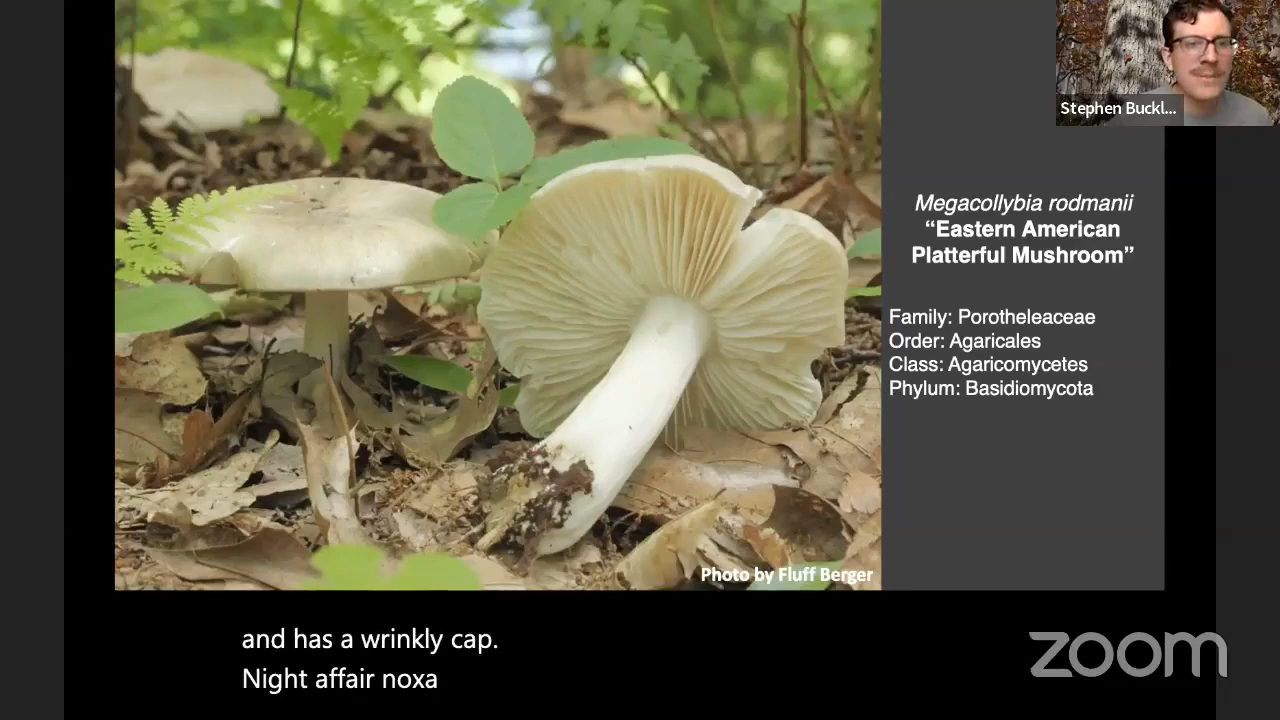 Stephen Buckl...
Megacollybia rodmanii
“Eastern American
Platterful Mushroom”
Family: Porotheleaceae
Order: Agaricales
Class: Agaricomycetes
Phylum: Basidiomycota
Photo by Fluff Berger
and has a wrinkly cap.
Night affair noxa
zoom